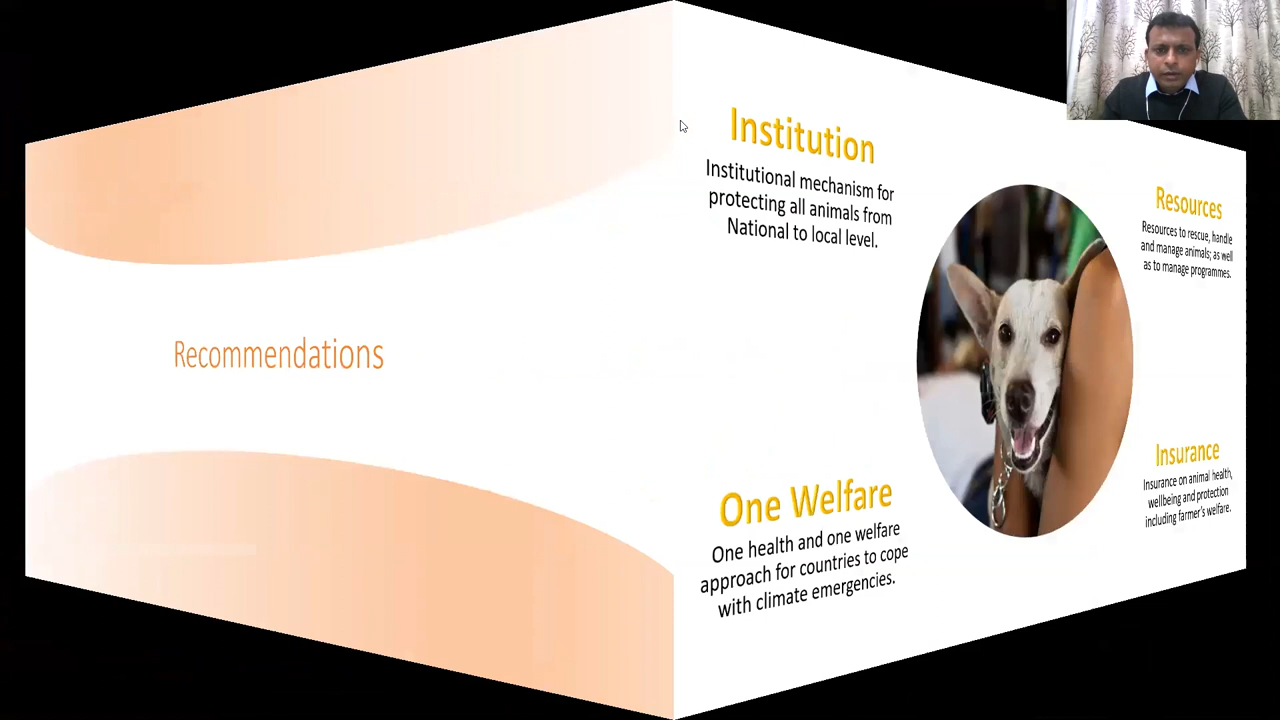 Recommendations
Institution
Institutional mechanism for
protecting all animals from
National to local level.
Resources
Resources to rescue, handle
and manage animals; as well
as to manage programmes.
One Welfare
One health and one welfare
approach for countries to cope
with climate emergencies.
Insurance
Insurance on animal health,
wellbeing and protection
including farmer's welfare.